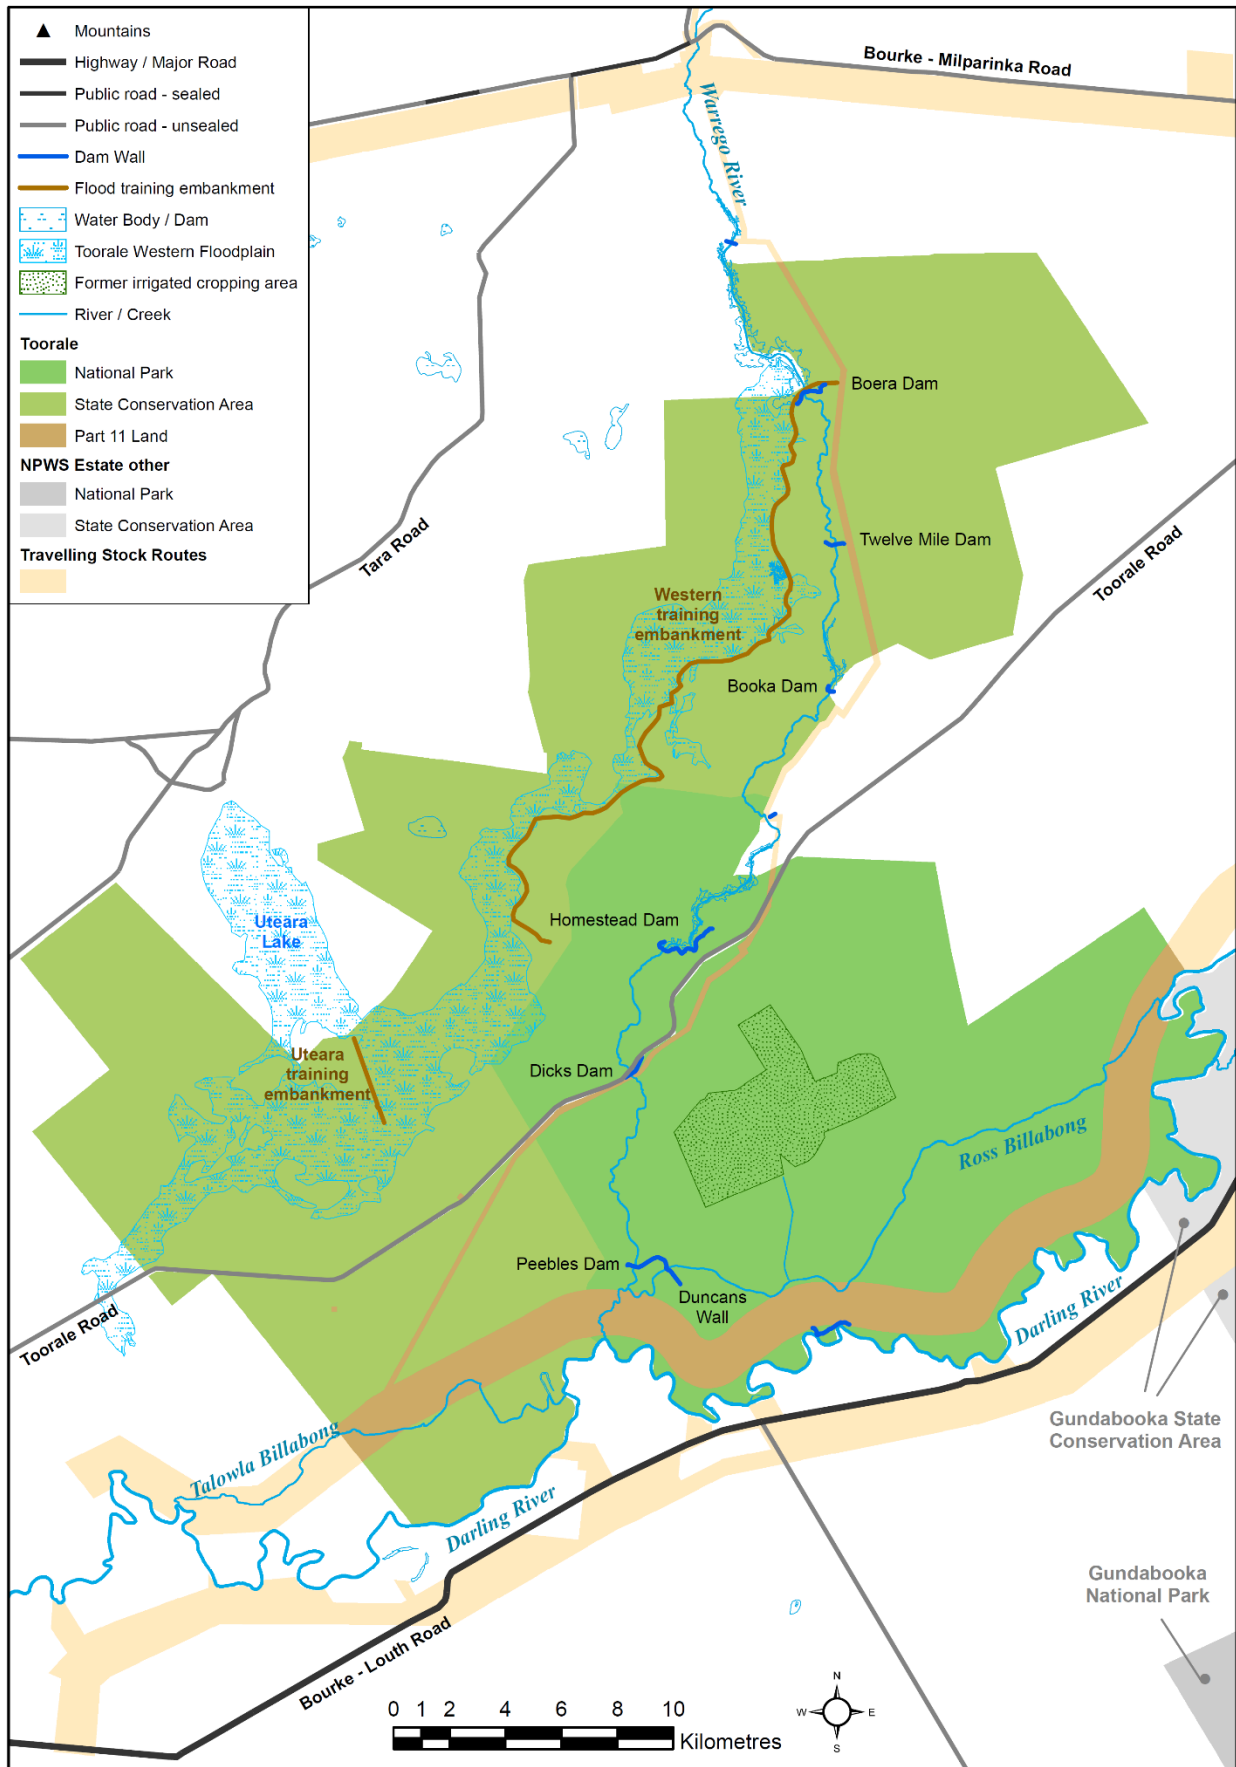 Mountains
Highway / Major Road
Public road - sealed
Public road - unsealed
Dam Wall
Flood training embankment
Water Body / Dam
Toorale Western Floodplain
Former irrigated cropping area
River / Creek
Toorale
National Park
State Conservation Area
Part 11 Land
NPWS Estate other
National Park
State Conservation Area
Travelling Stock Routes
Bourke - Milparinka Road
Warrego River
Boera Dam
Tara Road
Twelve Mile Dam
Toorale Road
Western
training
embankment
Booka Dam
Uteara
Lake
Homestead Dam
Uteara
training
embankment
Dicks Dam
Ross Billabong
Peebles Dam
Duncans
Wall
Toorale Road
Darling River
Gundabooka State
Conservation Area
Talowla Billabong
Darling River
Gundabooka
National Park
Bourke - Louth Road
0 1 2 4 6 8 10
Kilometres
N
W E
S